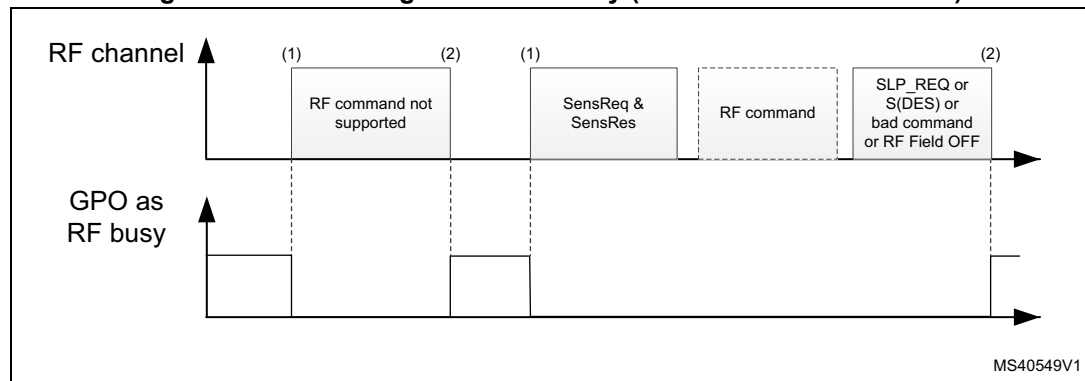 RF channel
(1)
(2)
(1)
(2)
RF command not
supported
SensReq &
SensRes
RF command
SLP_REQ or
S(DES) or
bad command
or RF Field OFF
GPO as
RF busy
MS40549V1